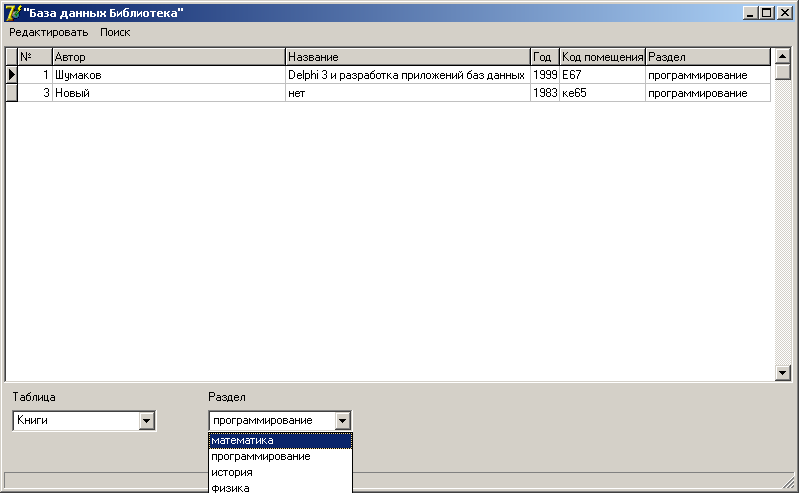 "База данных Библиотека"
Редактировать Поиск
№ Автор Название Год Код помещения Раздел
1 Шумаков Delphi 3 и разработка приложений баз данных 1999 Е67 программирование
3 Новый нет 1983 ке65 программирование
Таблица Раздел
Книги программирование
математика
программирование
история
физика